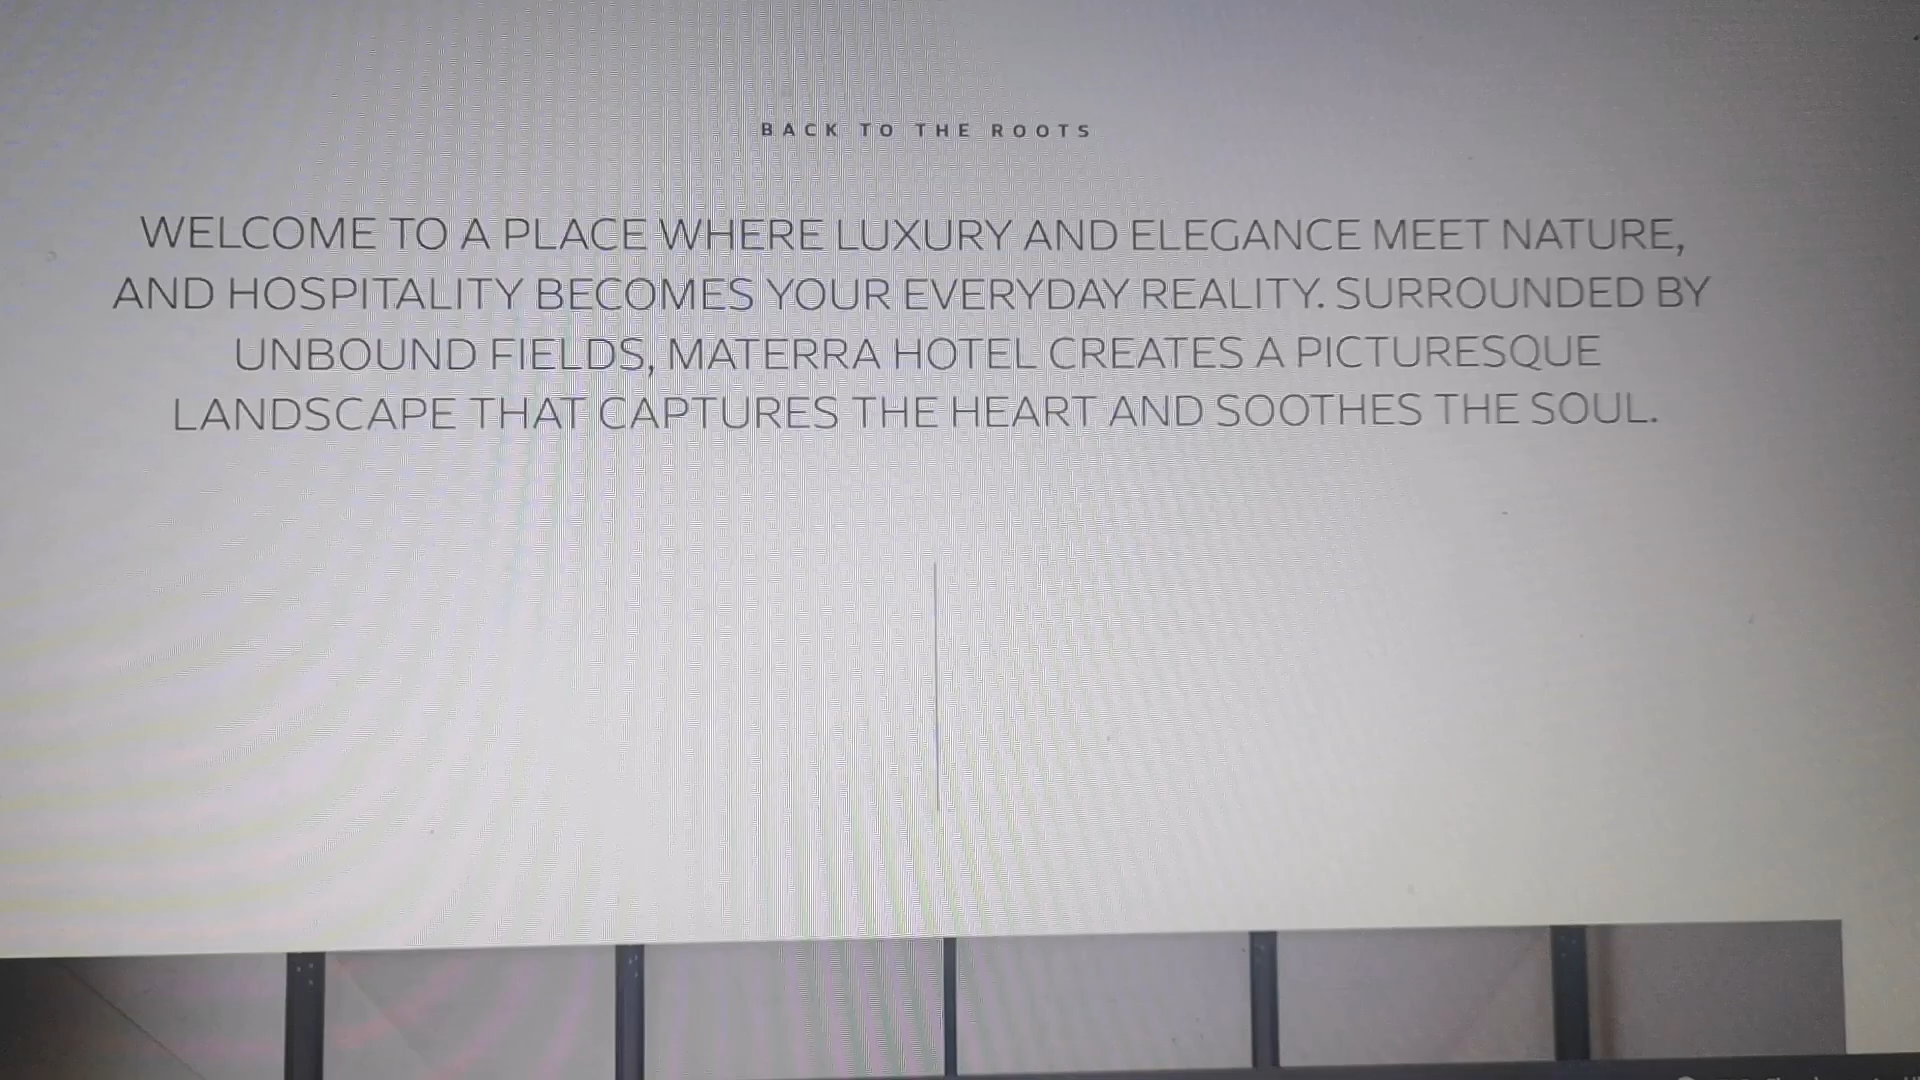 BACK TO THE ROOTS
WELCOME TO A PLACE WHERE LUXURY AND ELEGANCE MEET NATURE,
AND HOSPITALITY BECOMES YOUR EVERYDAY REALITY. SURROUNDED BY
UNBOUND FIELDS, MATERRA HOTEL CREATES A PICTURESQUE
LANDSCAPE THAT CAPTURES THE HEART AND SOOTHES THE SOUL.